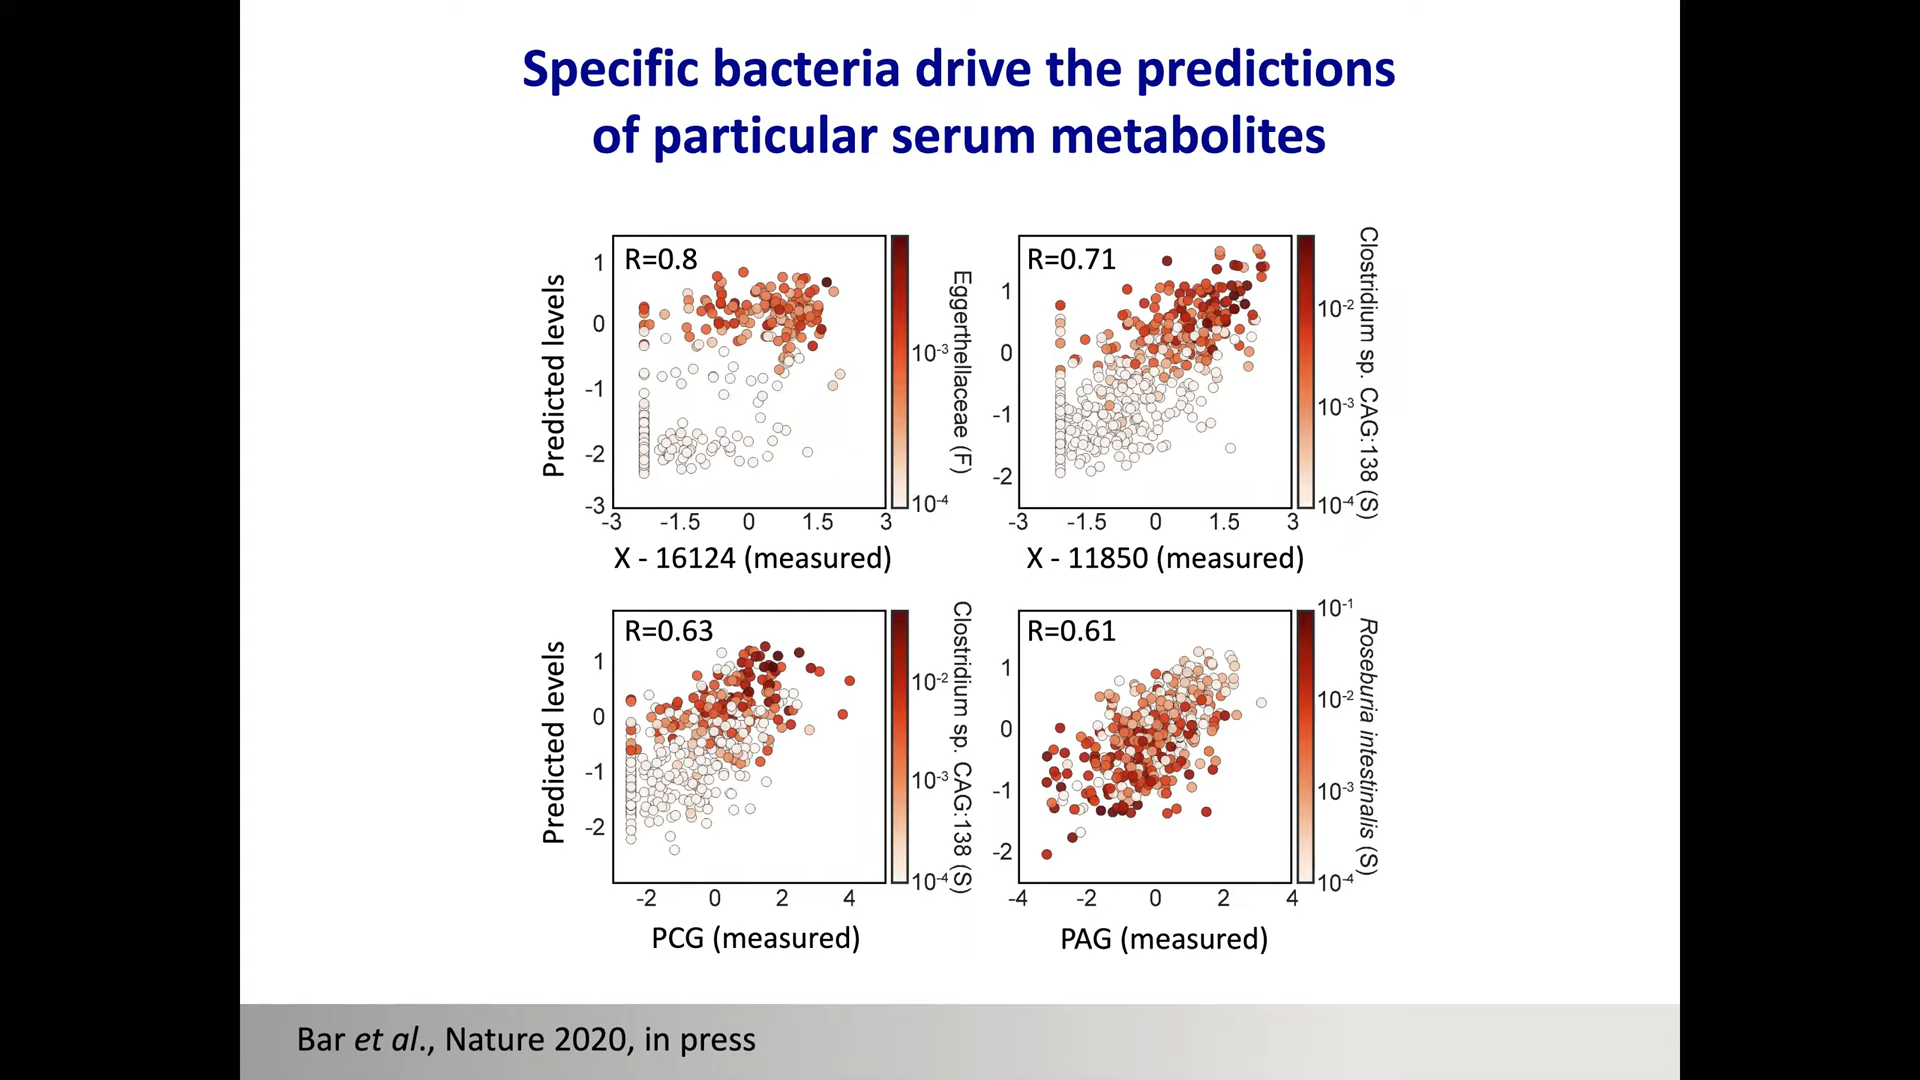 Specific bacteria drive the predictions
of particular serum metabolites
Predicted levels
R=0.8
1
0
-1
-2
-3
-3 -1.5 0 1.5 3
X - 16124 (measured)
10-3
10-4
Eggerthellaceae (F)
R=0.71
1
0
-1
-2
-3 -1.5 0 1.5 3
X - 11850 (measured)
10-2
10-3
10-4
Clostridium sp. CAG:138 (S)
Predicted levels
R=0.63
1
0
-1
-2
-2 0 2 4
PCG (measured)
10-2
10-3
10-4
Clostridium sp. CAG:138 (S)
R=0.61
1
0
-1
-2
-4 -2 0 2 4
PAG (measured)
10-1
10-2
10-3
10-4
Roseburia intestinalis (S)
Bar et al., Nature 2020, in press